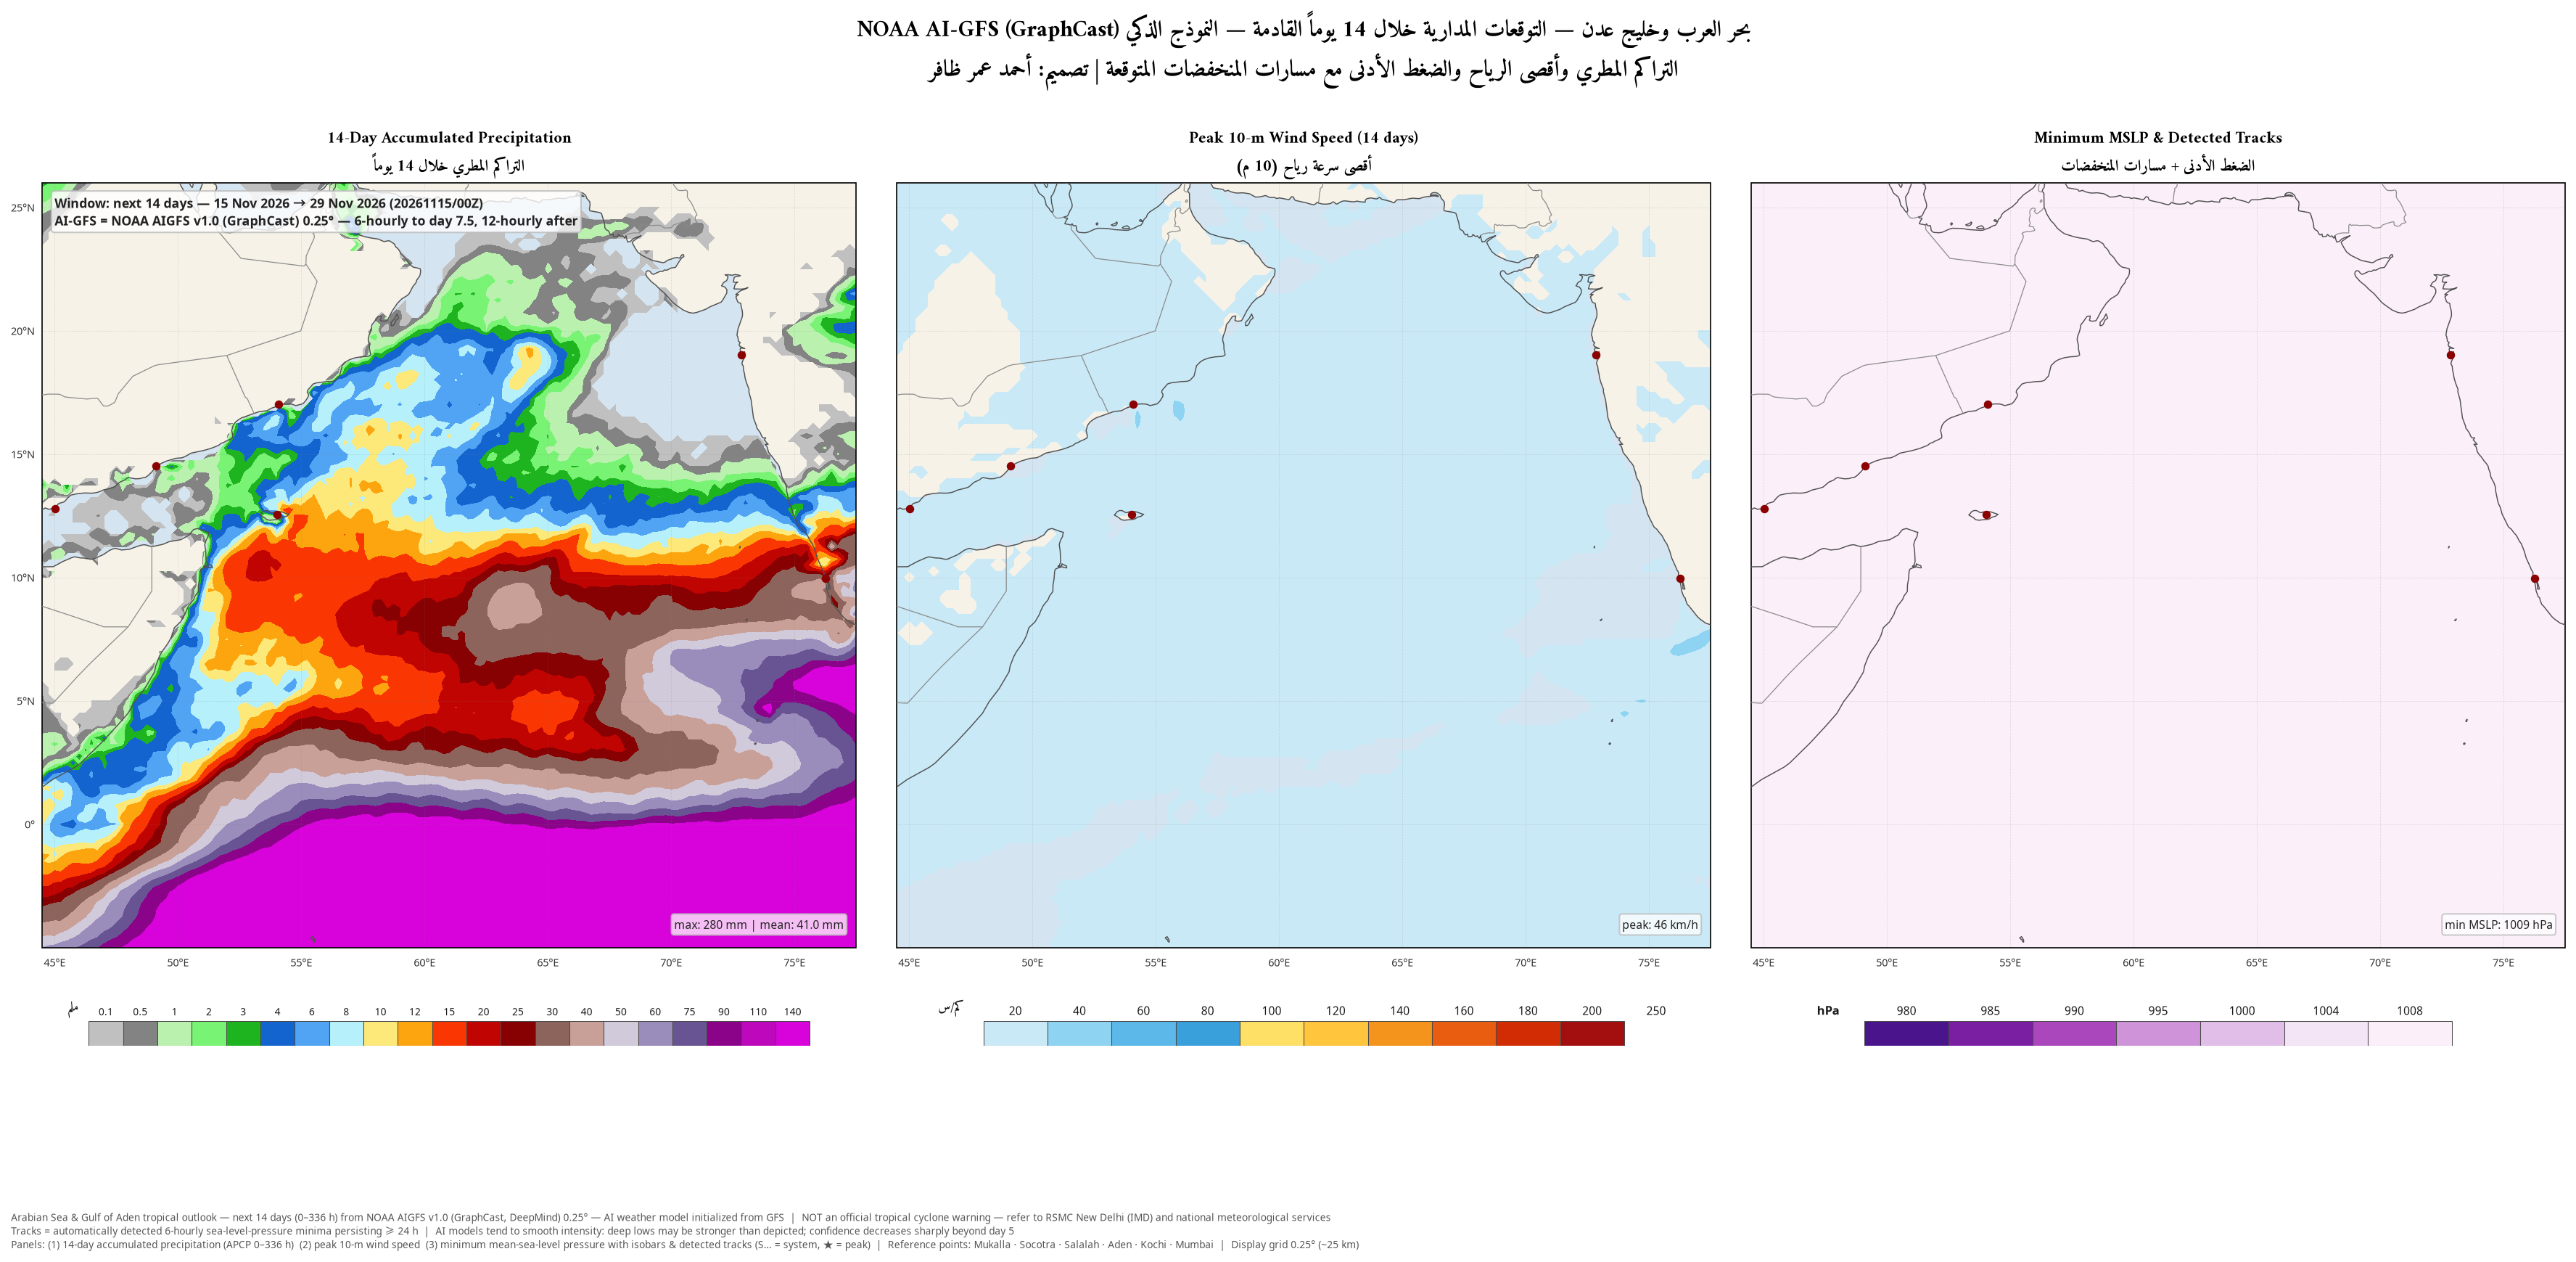 بحر العرب وخليج عدن — التوقعات المدارية خلال 14 يوماً القادمة — النموذج الذكي NOAA AI-GFS (GraphCast)
التراكم المطري وأقصى الرياح والضغط الأدنى مع مسارات المنخفضات المتوقعة | تصميم: أحمد عمر ظافر
14-Day Accumulated Precipitation
التراكم المطري خلال 14 يوماً
Window: next 14 days — 15 Nov 2026 → 29 Nov 2026 (20261115/00Z)
AI-GFS = NOAA AIGFS v1.0 (GraphCast) 0.25° — 6-hourly to day 7.5, 12-hourly after
25°N
20°N
15°N
10°N
5°N
0°
max: 280 mm | mean: 41.0 mm
45°E 50°E 55°E 60°E 65°E 70°E 75°E
ملم
0.1 0.5 1 2 3 4 6 8 10 12 15 20 25 30 40 50 60 75 90 110 140
Peak 10-m Wind Speed (14 days)
أقصى سرعة رياح (10 م)
peak: 46 km/h
45°E 50°E 55°E 60°E 65°E 70°E 75°E
كم/س
20 40 60 80 100 120 140 160 180 200 250
Minimum MSLP & Detected Tracks
الضغط الأدنى + مسارات المنخفضات
min MSLP: 1009 hPa
45°E 50°E 55°E 60°E 65°E 70°E 75°E
hPa
980 985 990 995 1000 1004 1008
Arabian Sea & Gulf of Aden tropical outlook — next 14 days (0–336 h) from NOAA AIGFS v1.0 (GraphCast, DeepMind) 0.25° — AI weather model initialized from GFS | NOT an official tropical cyclone warning — refer to RSMC New Delhi (IMD) and national meteorological services
Tracks = automatically detected 6-hourly sea-level-pressure minima persisting ⩾ 24 h | AI models tend to smooth intensity: deep lows may be stronger than depicted; confidence decreases sharply beyond day 5
Panels: (1) 14-day accumulated precipitation (APCP 0–336 h) (2) peak 10-m wind speed (3) minimum mean-sea-level pressure with isobars & detected tracks (S... = system, ★ = peak) | Reference points: Mukalla · Socotra · Salalah · Aden · Kochi · Mumbai | Display grid 0.25° (~25 km)